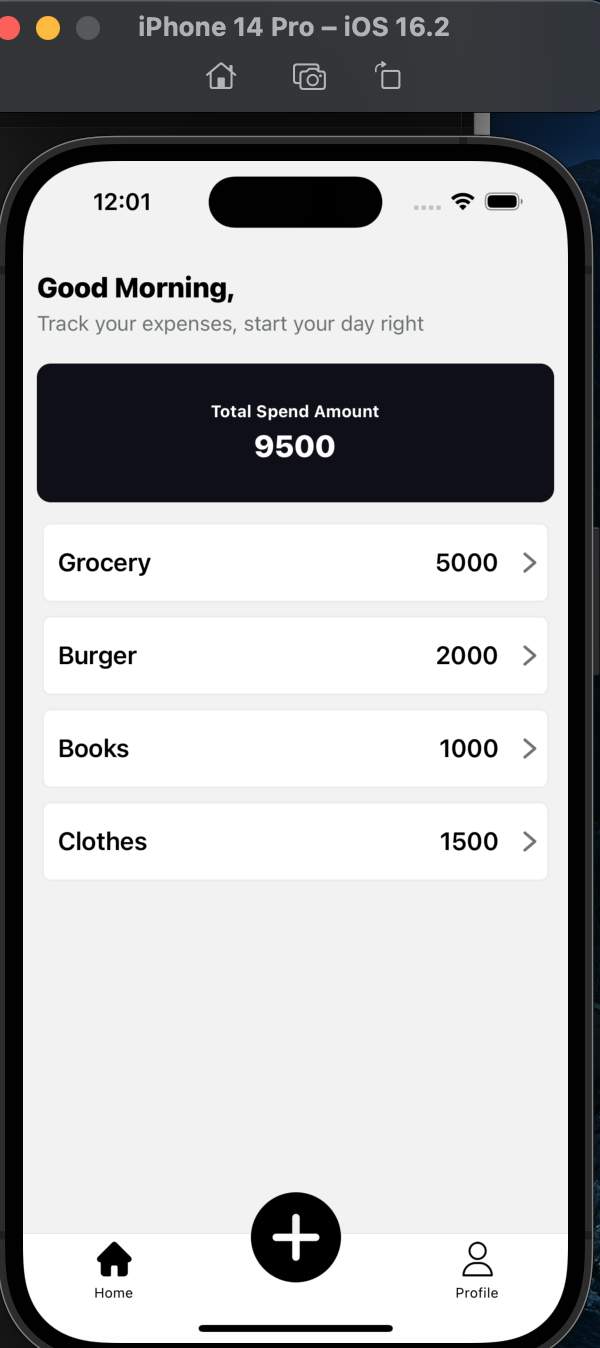 iPhone 14 Pro – iOS 16.2
12:01
Good Morning,
Track your expenses, start your day right
Total Spend Amount
9500
Grocery 5000
Burger 2000
Books 1000
Clothes 1500
Home Profile